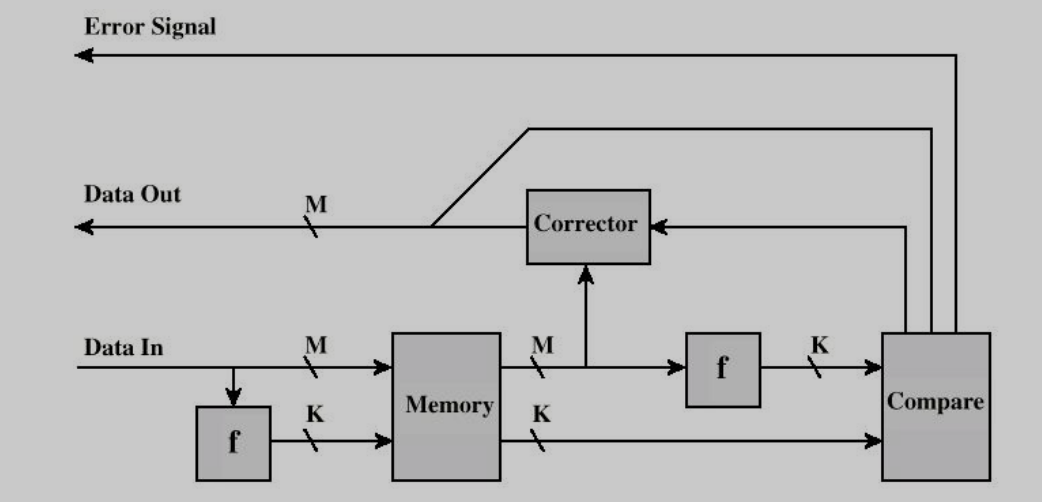 Error Signal
Data Out
M
Corrector
Data In
M
M
f
K
Compare
Memory
f
K
K